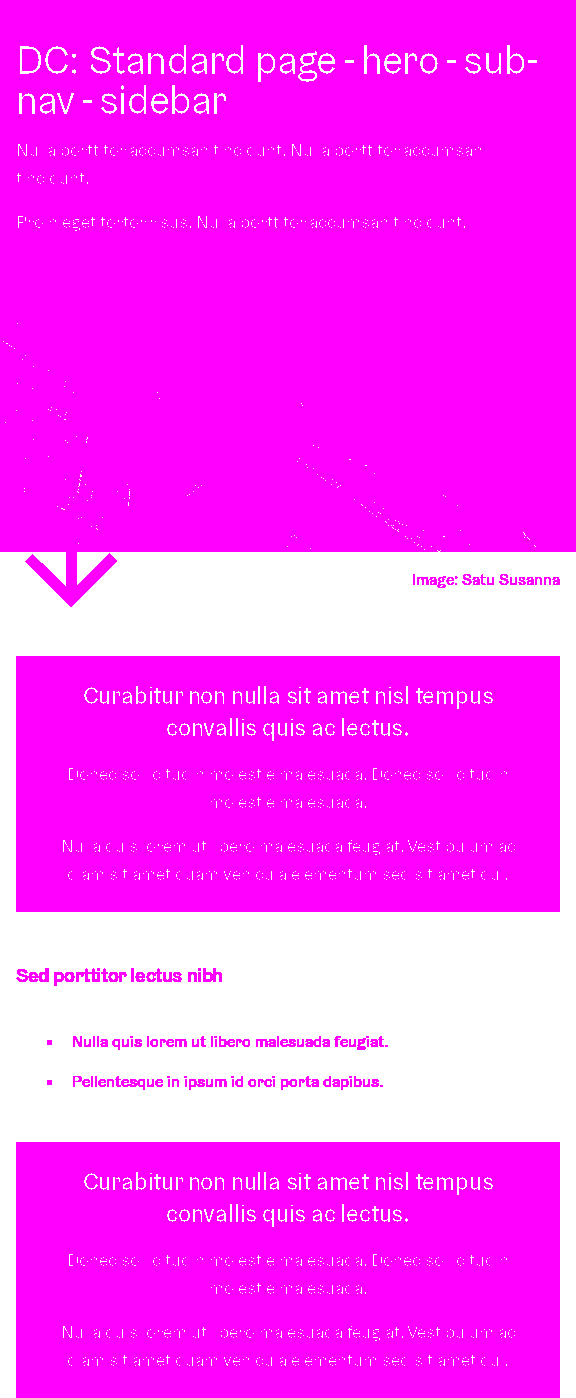 DC: Standard page - hero - sub-
nav - sidebar
Nulla porttitor accumsan tincidunt. Nulla porttitor accumsan
tincidunt.
Proin eget tortor risus. Nulla porttitor accumsan tincidunt.
Image: Satu Susanna
Curabitur non nulla sit amet nisl tempus
convallis quis ac lectus.
Donec sollicitudin molestie malesuada. Donec sollicitudin
molestie malesuada.
Nulla quis lorem ut libero malesuada feugiat. Vestibulum ac
diam sit amet quam vehicula elementum sed sit amet dui.
Sed porttitor lectus nibh
▪ Nulla quis lorem ut libero malesuada feugiat.
▪ Pellentesque in ipsum id orci porta dapibus.
Curabitur non nulla sit amet nisl tempus
convallis quis ac lectus.
Donec sollicitudin molestie malesuada. Donec sollicitudin
molestie malesuada.
Nulla quis lorem ut libero malesuada feugiat. Vestibulum ac
diam sit amet quam vehicula elementum sed sit amet dui.